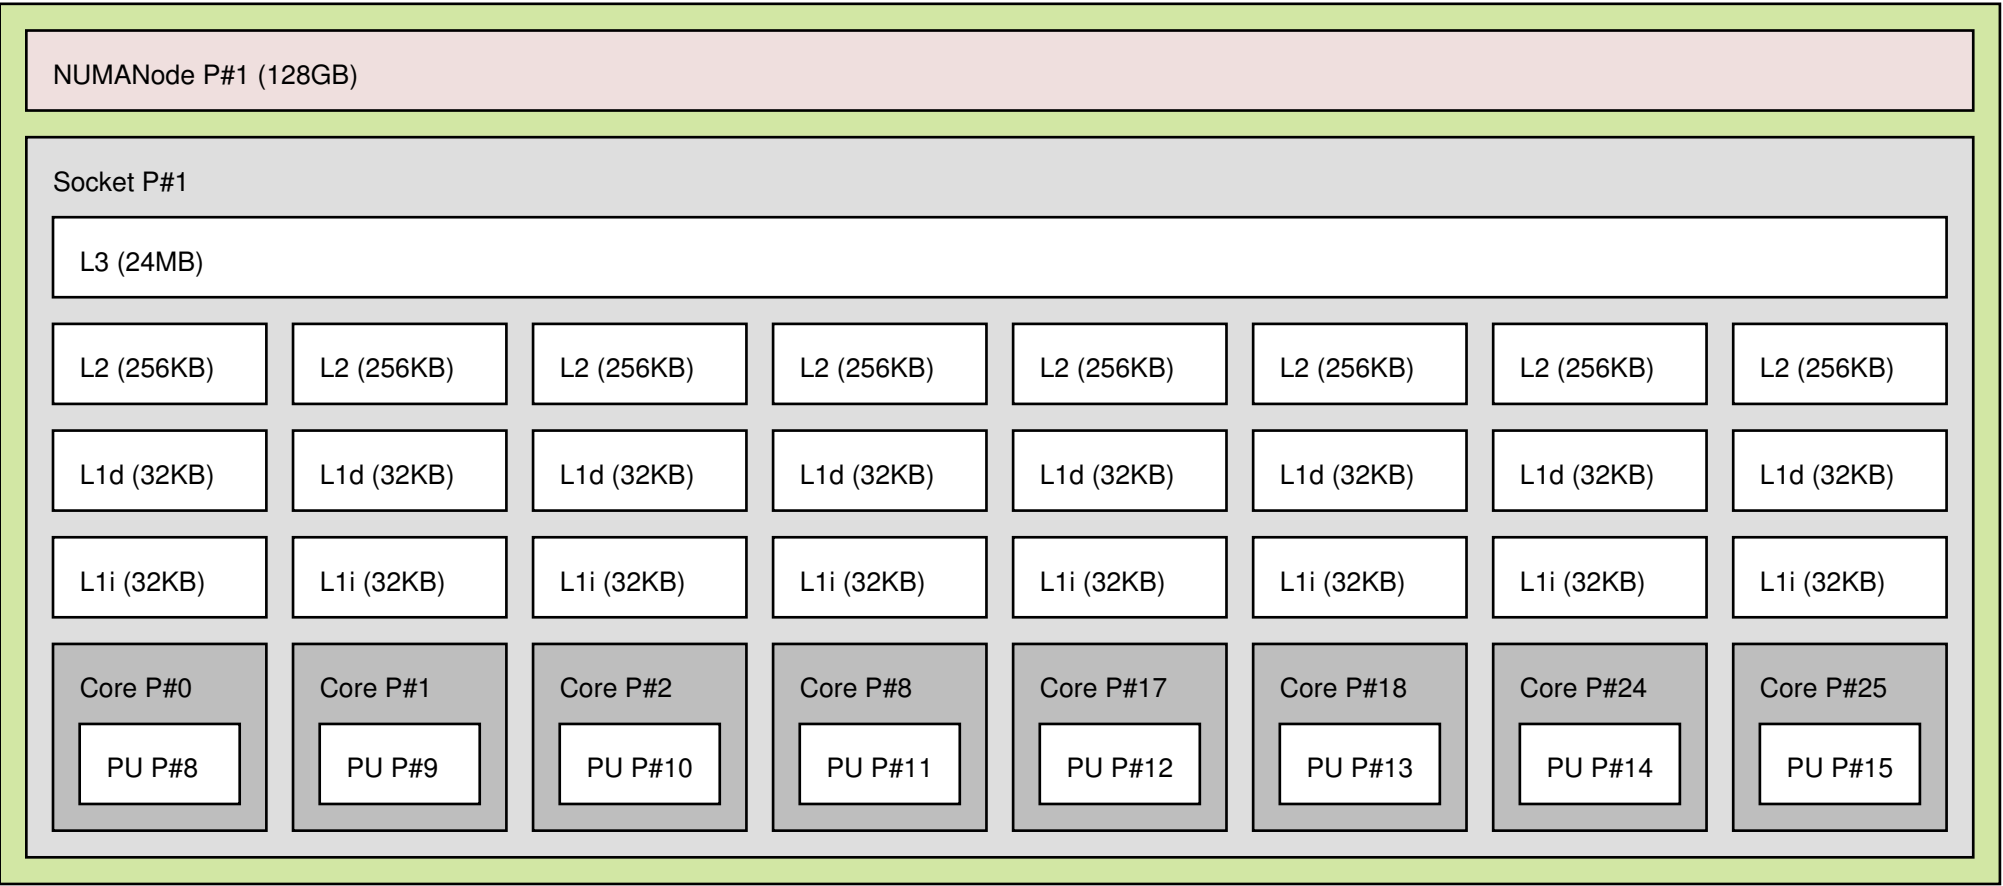 NUMANode P#1 (128GB)
Socket P#1
L3 (24MB)
L2 (256KB) L2 (256KB) L2 (256KB) L2 (256KB) L2 (256KB) L2 (256KB) L2 (256KB) L2 (256KB)
L1d (32KB) L1d (32KB) L1d (32KB) L1d (32KB) L1d (32KB) L1d (32KB) L1d (32KB) L1d (32KB)
L1i (32KB) L1i (32KB) L1i (32KB) L1i (32KB) L1i (32KB) L1i (32KB) L1i (32KB) L1i (32KB)
Core P#0 Core P#1 Core P#2 Core P#8 Core P#17 Core P#18 Core P#24 Core P#25
PU P#8 PU P#9 PU P#10 PU P#11 PU P#12 PU P#13 PU P#14 PU P#15